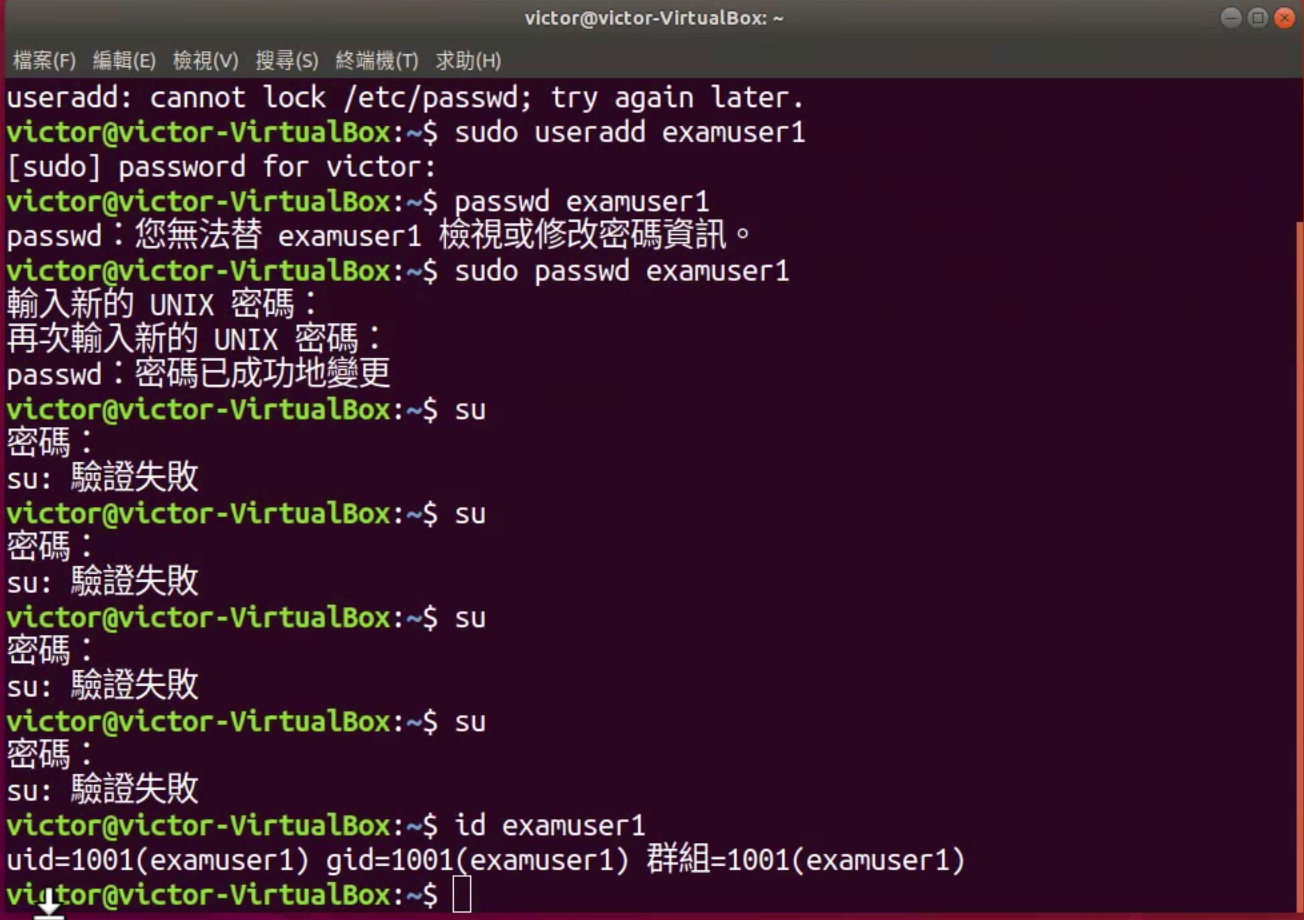 victor@victor-VirtualBox: ~
檔案(F) 編輯(E) 檢視(V) 搜尋(S) 終端機(T) 求助(H)
useradd: cannot lock /etc/passwd; try again later.
victor@victor-VirtualBox:~$ sudo useradd examuser1
[sudo] password for victor:
victor@victor-VirtualBox:~$ passwd examuser1
passwd：您無法替 examuser1 檢視或修改密碼資訊。
victor@victor-VirtualBox:~$ sudo passwd examuser1
輸入新的 UNIX 密碼：
再次輸入新的 UNIX 密碼：
passwd：密碼已成功地變更
victor@victor-VirtualBox:~$ su
密碼：
su: 驗證失敗
victor@victor-VirtualBox:~$ su
密碼：
su: 驗證失敗
victor@victor-VirtualBox:~$ su
密碼：
su: 驗證失敗
victor@victor-VirtualBox:~$ su
密碼：
su: 驗證失敗
victor@victor-VirtualBox:~$ id examuser1
uid=1001(examuser1) gid=1001(examuser1) 群組=1001(examuser1)
victor@victor-VirtualBox:~$